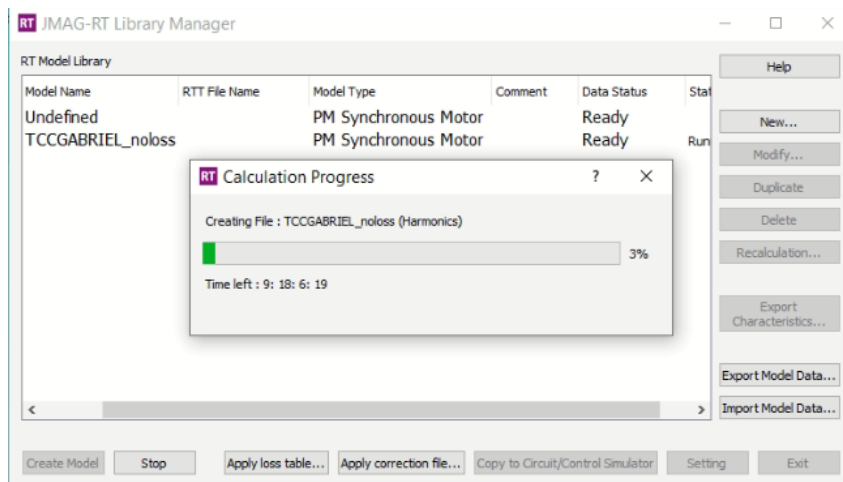 RT JMAG-RT Library Manager
RT Model Library
Help
Model Name RTT File Name Model Type Comment Data Status Stat
Undefined PM Synchronous Motor Ready
New...
TCCGABRIEL_noloss PM Synchronous Motor Ready Run
Modify...
RT Calculation Progress ? ×
Duplicate
Creating File : TCCGABRIEL_noloss (Harmonics)
Delete
3%
Recalculation...
Time left : 9: 18: 6: 19
Export
Characteristics...
Export Model Data...
Import Model Data...
Create Model Stop Apply loss table... Apply correction file... Copy to Circuit/Control Simulator Setting Exit